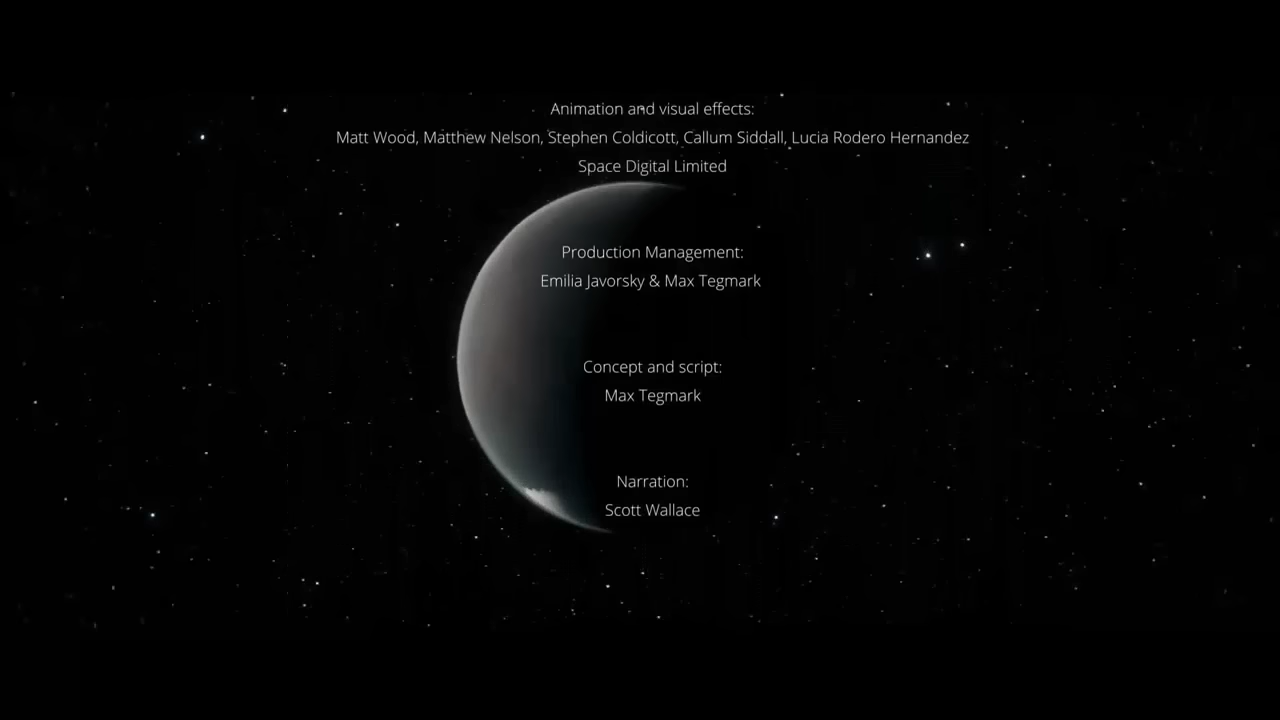 Animation and visual effects:
Matt Wood, Matthew Nelson, Stephen Coldicott, Callum Siddall, Lucia Rodero Hernandez
Space Digital Limited
Production Management:
Emilia Javorsky & Max Tegmark
Concept and script:
Max Tegmark
Narration:
Scott Wallace